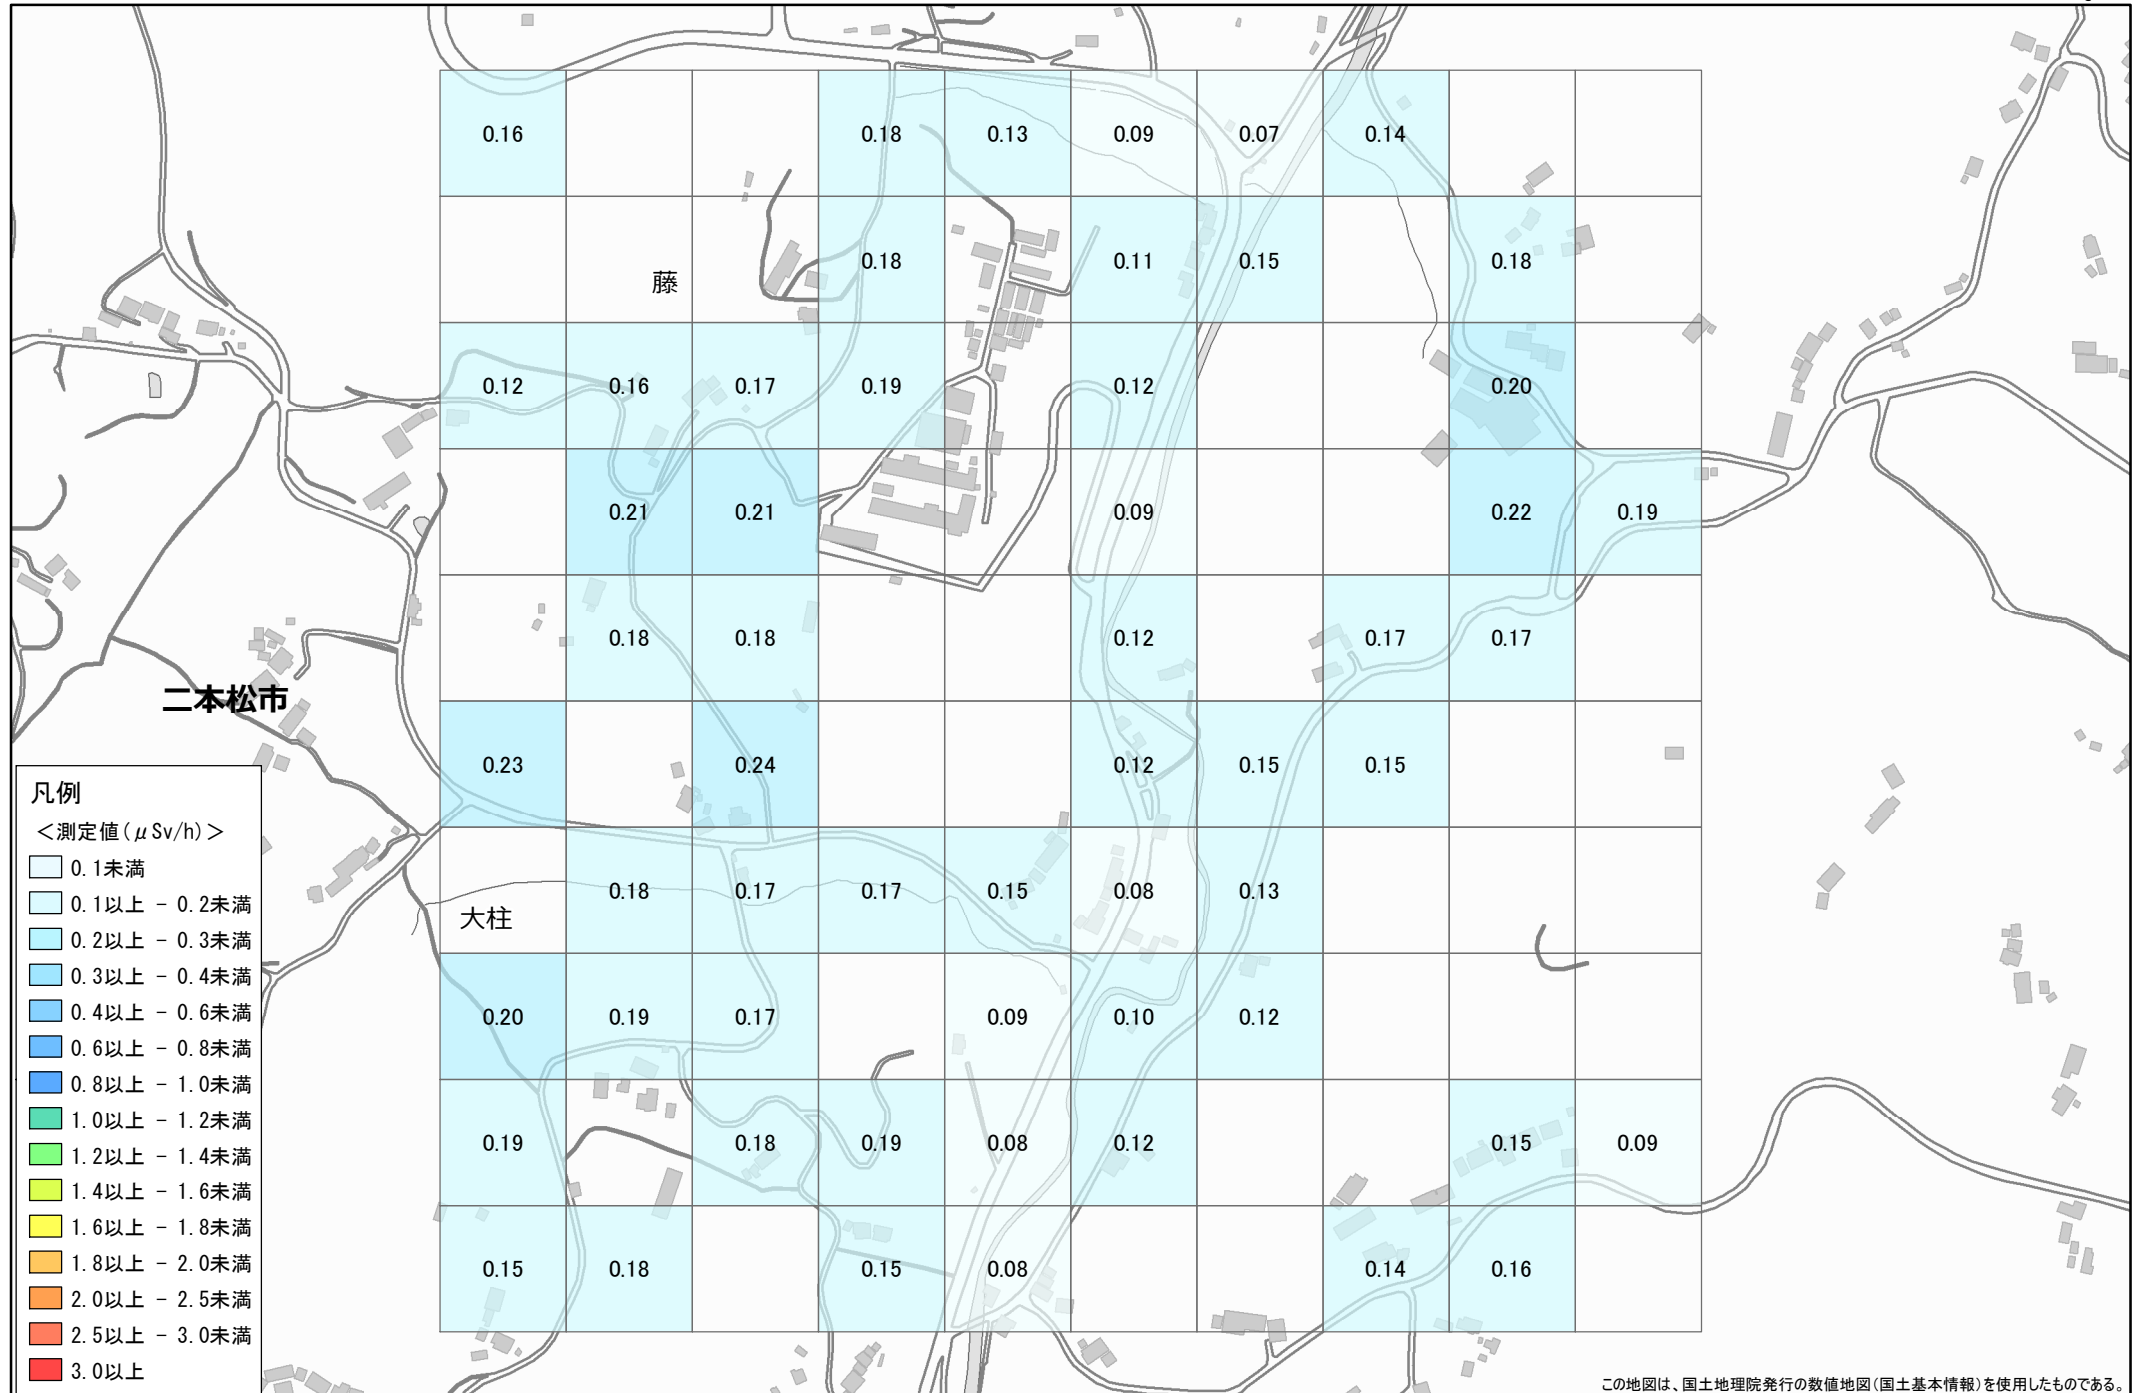 0.16 0.18 0.13 0.09 0.07 0.14
0.18 0.11 0.15 0.18
藤
0.12 0.16 0.17 0.19 0.12 0.20
0.21 0.21 0.09 0.22 0.19
0.18 0.18 0.12 0.17 0.17
二本松市
0.23 0.24 0.12 0.15 0.15
0.18 0.17 0.17 0.15 0.08 0.13
大柱
0.20 0.19 0.17 0.09 0.10 0.12
0.19 0.18 0.19 0.08 0.12 0.15 0.09
0.15 0.18 0.15 0.08 0.14 0.16
凡例
＜測定値(μSv/h)＞
0.1未満
0.1以上 - 0.2未満
0.2以上 - 0.3未満
0.3以上 - 0.4未満
0.4以上 - 0.6未満
0.6以上 - 0.8未満
0.8以上 - 1.0未満
1.0以上 - 1.2未満
1.2以上 - 1.4未満
1.4以上 - 1.6未満
1.6以上 - 1.8未満
1.8以上 - 2.0未満
2.0以上 - 2.5未満
2.5以上 - 3.0未満
3.0以上
この地図は、国土地理院発行の数値地図(国土基本情報)を使用したものである。